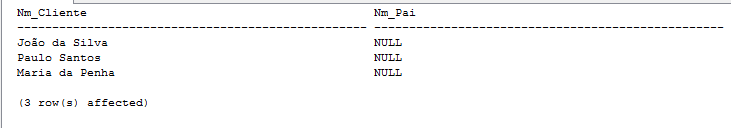 Nm_Cliente Nm_Pai
-------------------------------------------------- --------------------------------------------------
João da Silva NULL
Paulo Santos NULL
Maria da Penha NULL
(3 row(s) affected)